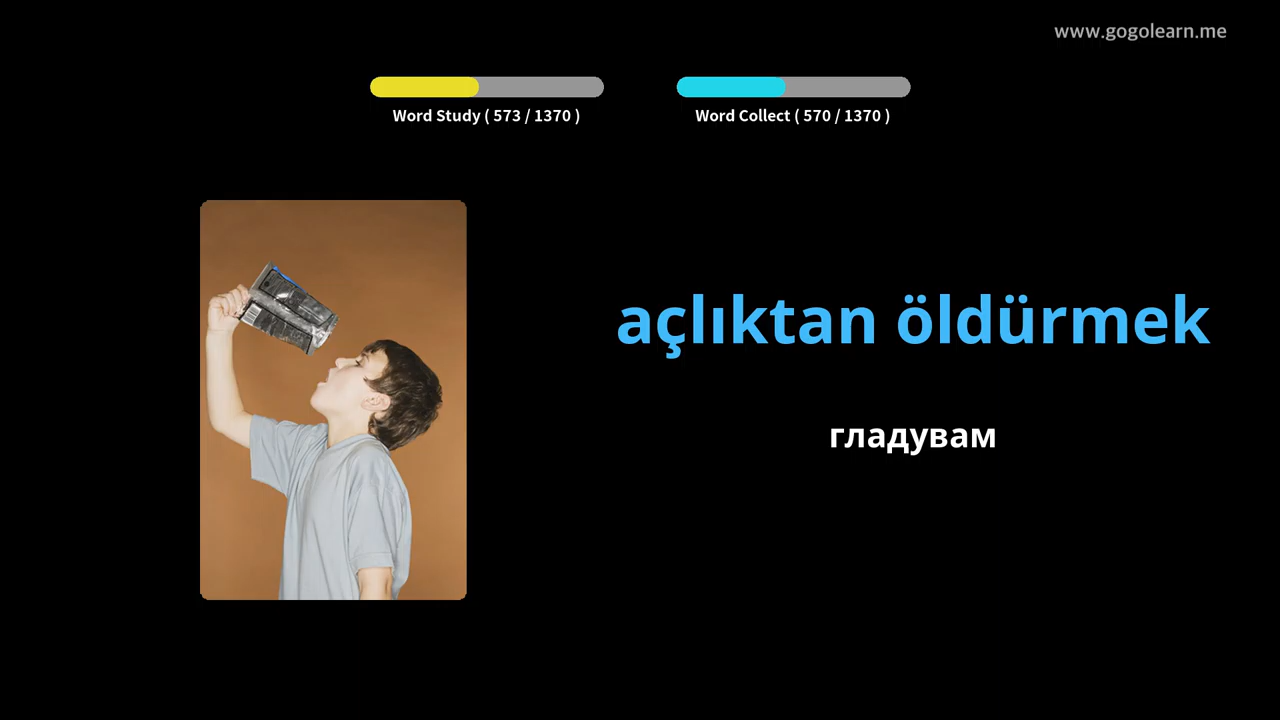 www.gogolearn.me
Word Study ( 573 / 1370 )
Word Collect ( 570 / 1370 )
açlıktan öldürmek
гладувам